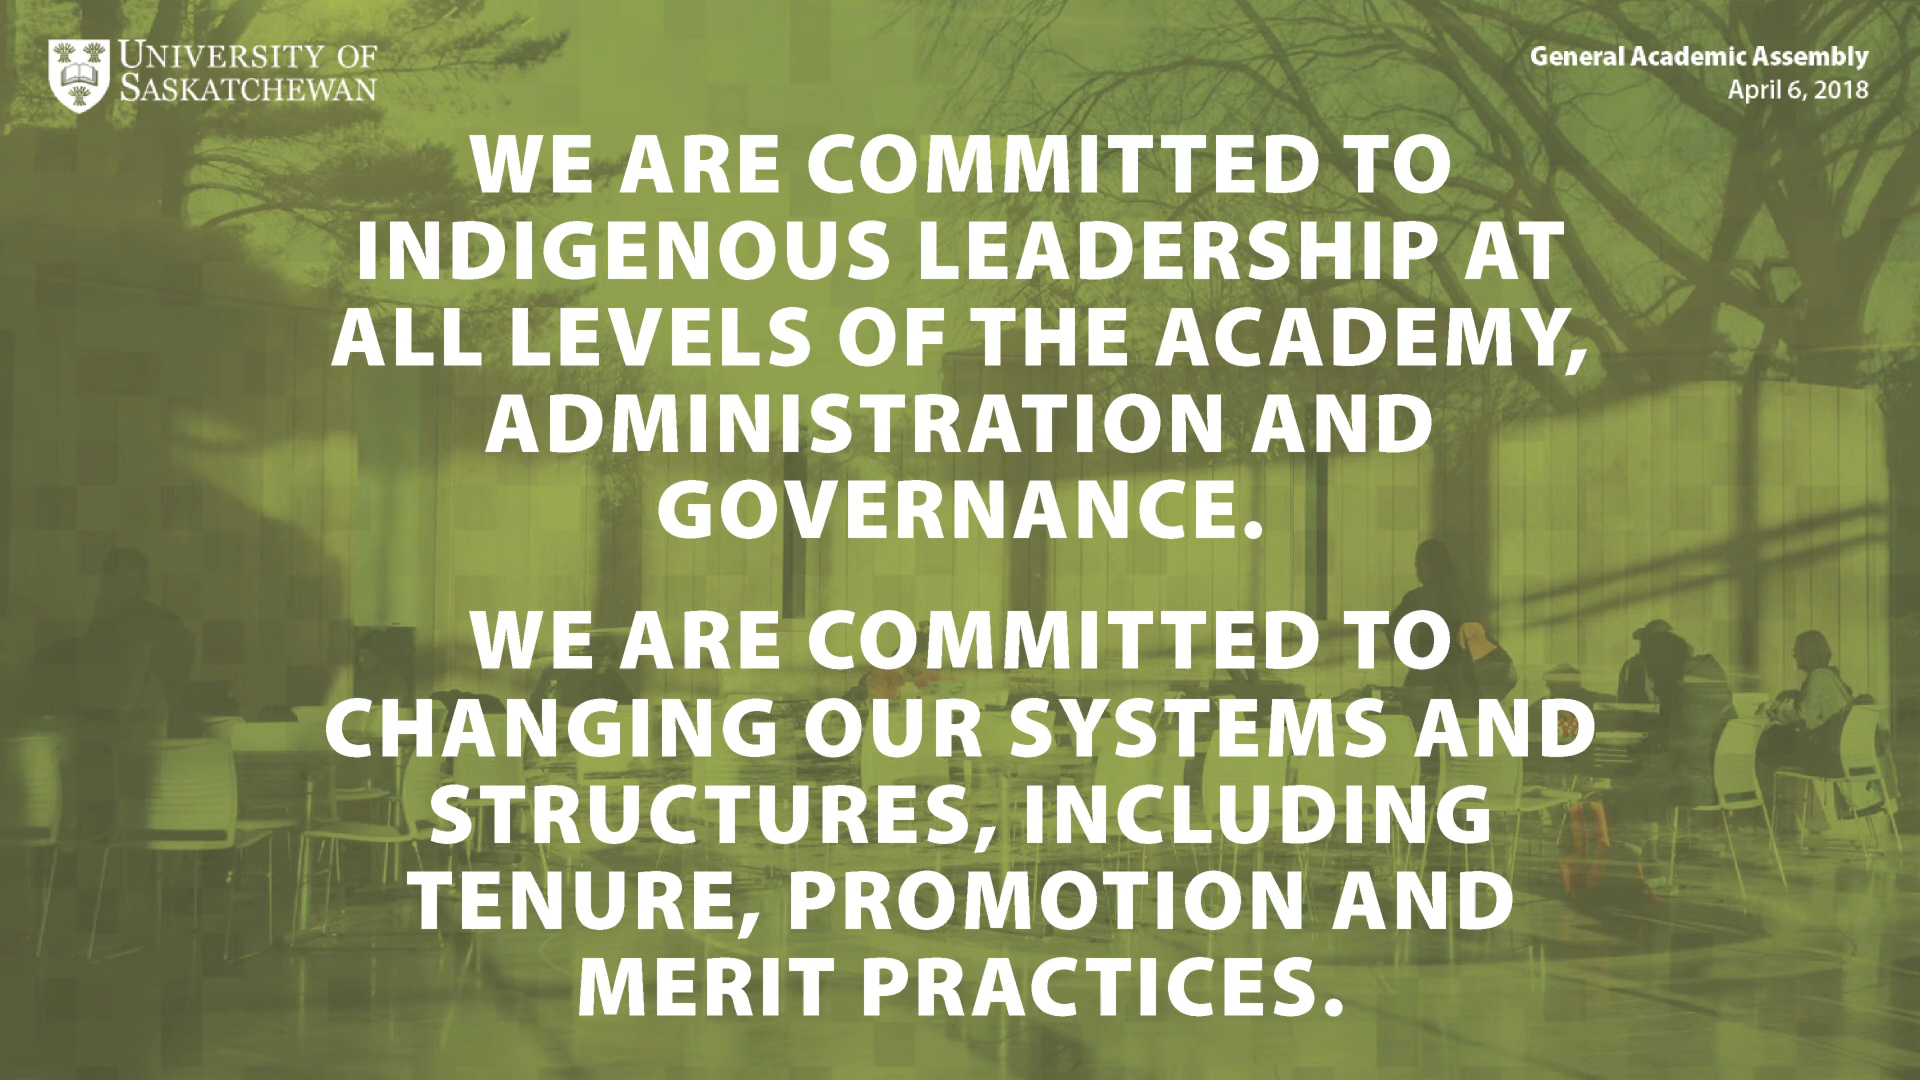 UNIVERSITY OF
SASKATCHEWAN
General Academic Assembly
April 6, 2018
WE ARE COMMITTED TO
INDIGENOUS LEADERSHIP AT
ALL LEVELS OF THE ACADEMY,
ADMINISTRATION AND
GOVERNANCE.
WE ARE COMMITTED TO
CHANGING OUR SYSTEMS AND
STRUCTURES, INCLUDING
TENURE, PROMOTION AND
MERIT PRACTICES.